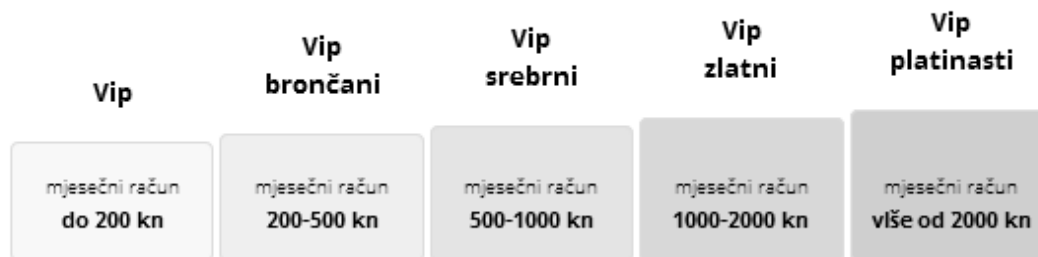 Vip
mjesečni račun
do 200 kn
Vip
brončani
mjesečni račun
200-500 kn
Vip
srebrni
mjesečni račun
500-1000 kn
Vip
zlatni
mjesečni račun
1000-2000 kn
Vip
platinasti
mjesečni račun
vlše od 2000 kn